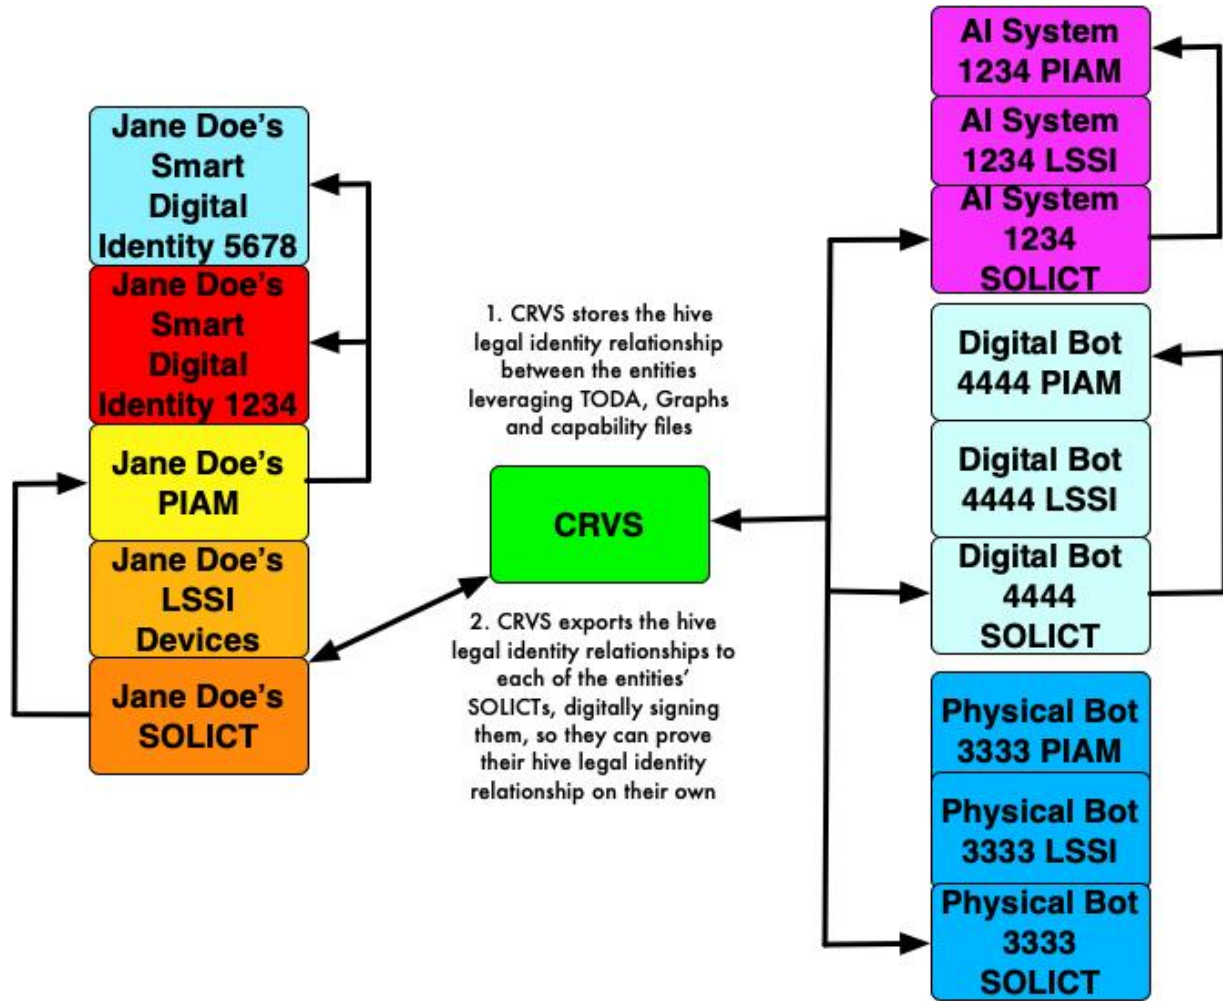 Jane Doe's
Smart
Digital
Identity 5678
Jane Doe's
Smart
Digital
Identity 1234
Jane Doe's
PIAM
Jane Doe's
LSSI
Devices
Jane Doe's
SOLICT
1. CRVS stores the hive
legal identity relationship
between the entities
leveraging TODA, Graphs
and capability files
CRVS
2. CRVS exports the hive
legal identity relationships to
each of the entities'
SOLICTs, digitally signing
them, so they can prove
their hive legal identity
relationship on their own
AI System
1234 PIAM
AI System
1234 LSSI
AI System
1234
SOLICT
Digital Bot
4444 PIAM
Digital Bot
4444 LSSI
Digital Bot
4444
SOLICT
Physical Bot
3333 PIAM
Physical Bot
3333 LSSI
Physical Bot
3333
SOLICT